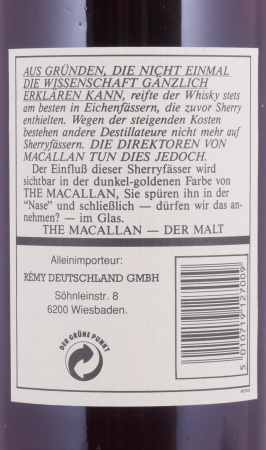 AUS GRÜNDEN, DIE NICHT EINMAL
DIE WISSENSCHAFT GÄNZLICH
ERKLÄREN KANN, reifte der Whisky stets
am besten in Eichenfässern, die zuvor Sherry
enthielten. Wegen der steigenden Kosten
bestehen andere Destillateure nicht mehr auf
Sherryfässern. DIE DIREKTOREN VON
MACALLAN TUN DIES JEDOCH.
Der Einfluß dieser Sherryfässer wird
sichtbar in der dunkel-goldenen Farbe von
THE MACALLAN, Sie spüren ihn in der
"Nase" und schließlich — dürfen wir das an-
nehmen? — im Glas.
THE MACALLAN — DER MALT
Alleinimporteur:
RÉMY DEUTSCHLAND GMBH
Söhnleinstr. 8
6200 Wiesbaden.
DER GRÜNE PUNKT
5 010719 127009